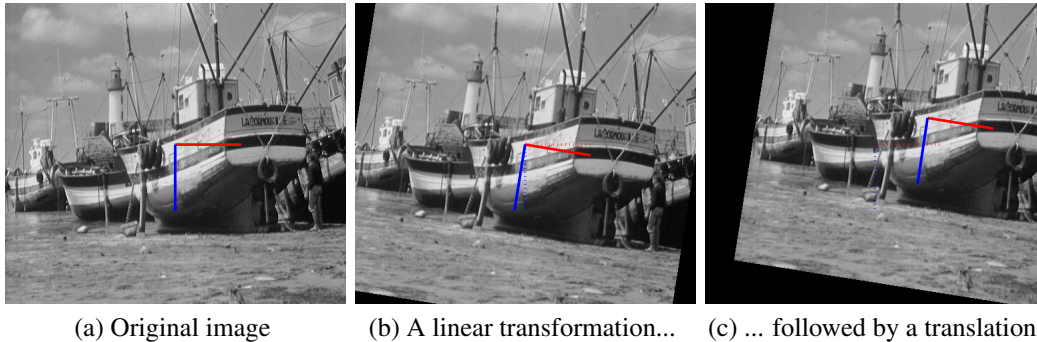 (a) Original image
(b) A linear transformation...
(c) ... followed by a translation